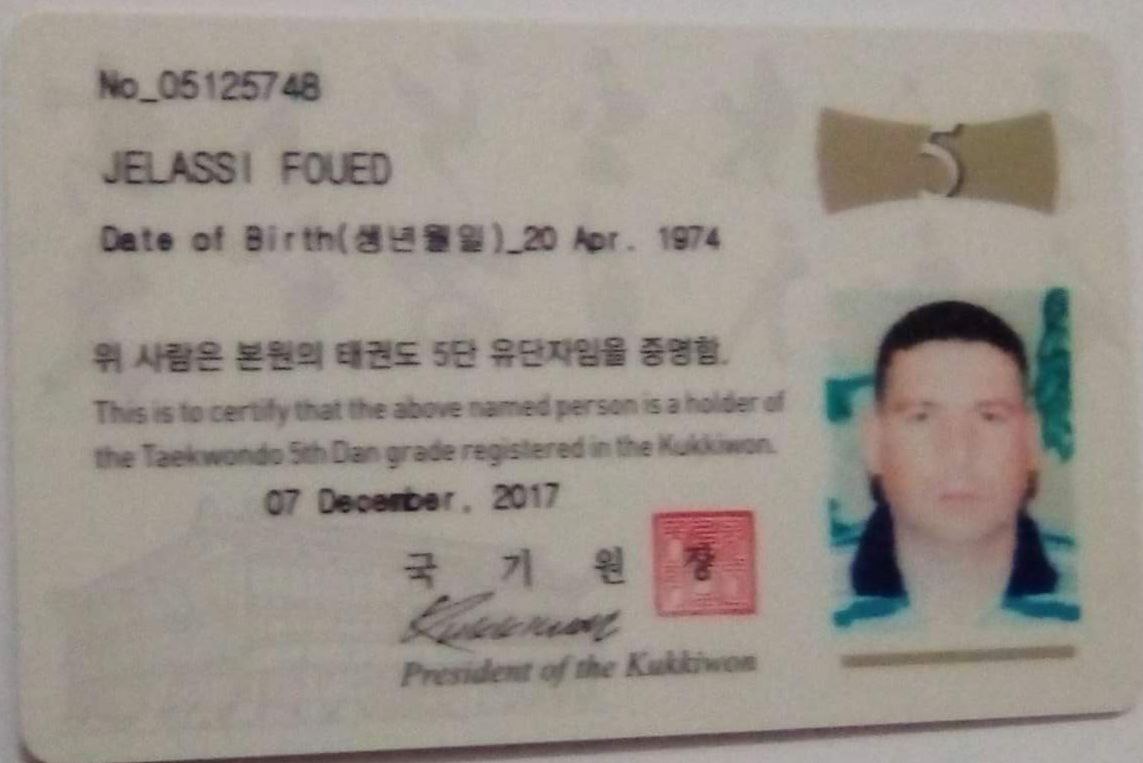 No_05125748
5
JELASSI FOUED
Date of Birth(생년월일)_20 Apr. 1974
위 사람은 본원의 태권도 5단 유단자임을 증명함.
This is to certify that the above named person is a holder of
the Taekwondo 5th Dan grade registered in the Kukkiwon.
07 December, 2017
국 기 원 장
President of the Kukkiwon